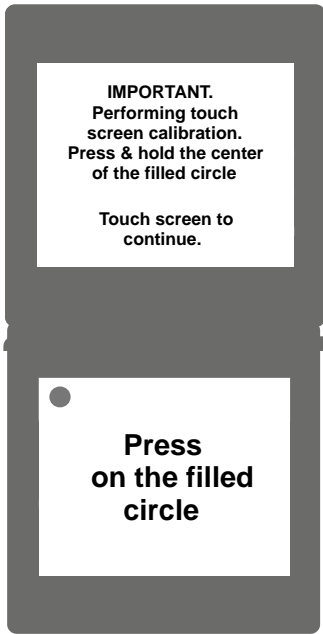 IMPORTANT.
Performing touch
screen calibration.
Press & hold the center
of the filled circle
Touch screen to
continue.
Press
on the filled
circle